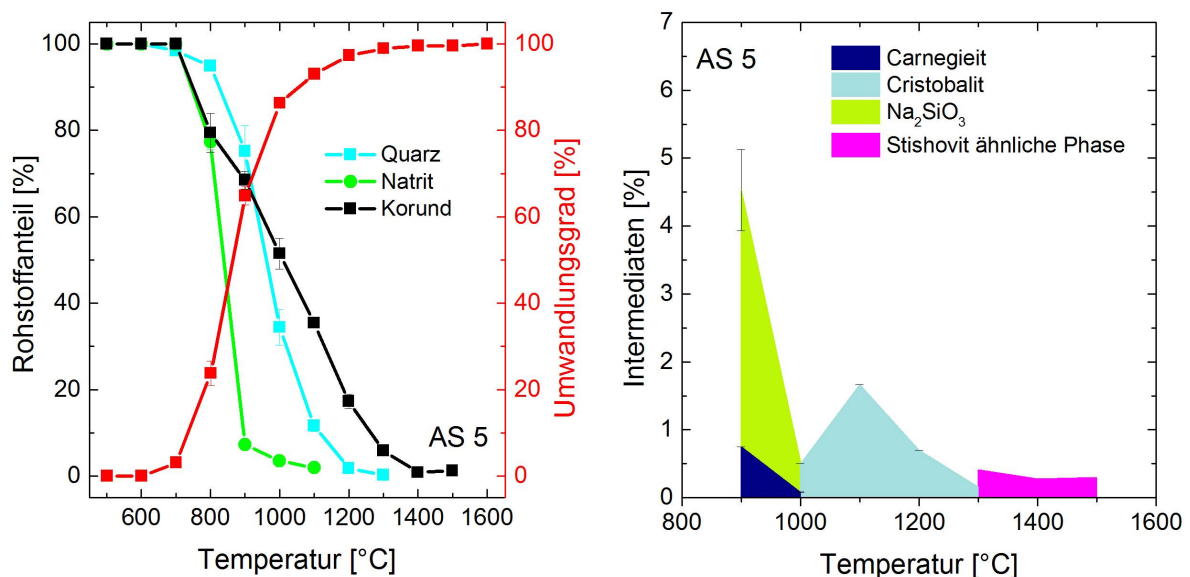 100
80
60
40
20
0
Rohstoffanteil [%]
Quarz
Natrit
Korund
AS 5
100
80
60
40
20
0
Umwandlungsgrad [%]
600 800 1000 1200 1400 1600
Temperatur [°C]
7
6
5
4
3
2
1
0
Intermediaten [%]
AS 5
Carnegieit
Cristobalit
Na₂SiO₃
Stishovit ähnliche Phase
800 1000 1200 1400 1600
Temperatur [°C]